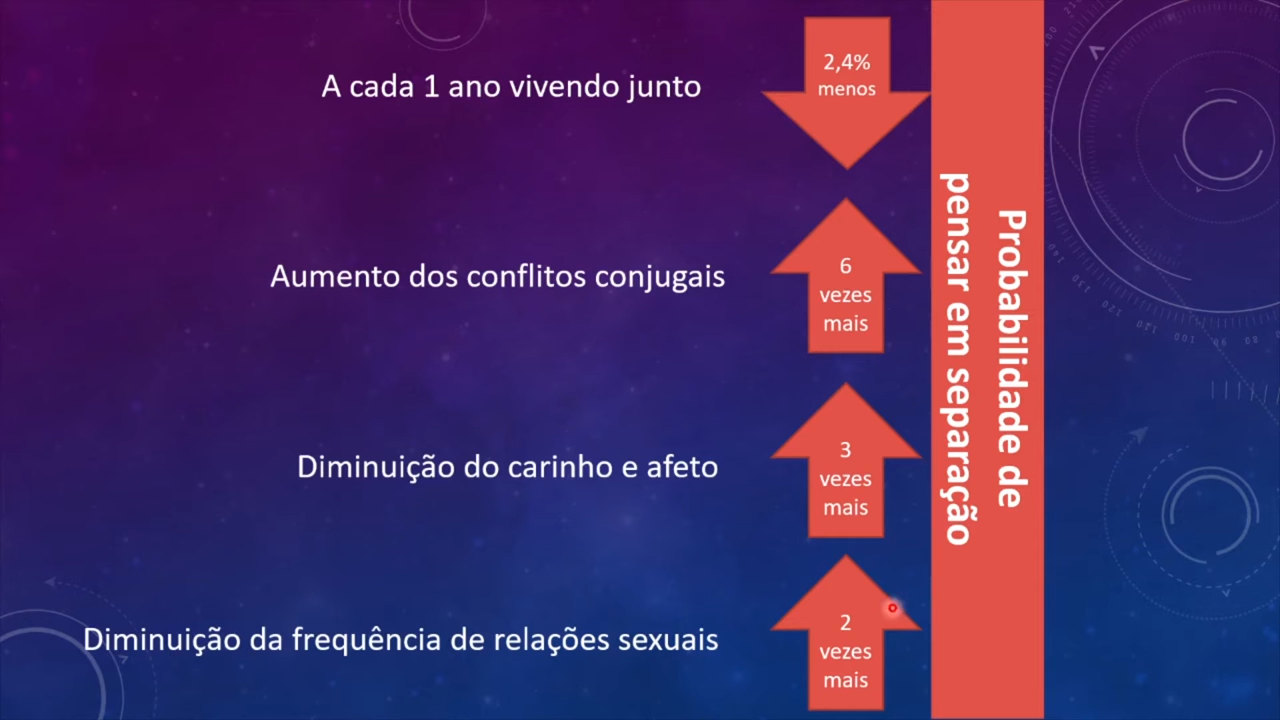 A cada 1 ano vivendo junto
2,4%
menos
Aumento dos conflitos conjugais
6
vezes
mais
Diminuição do carinho e afeto
3
vezes
mais
Diminuição da frequência de relações sexuais
2
vezes
mais
Probabilidade de
pensar em separação